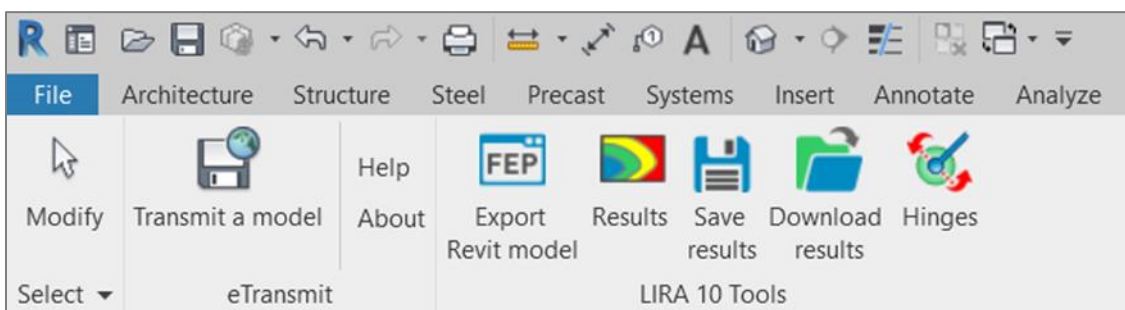 R 1 A
File Architecture Structure Steel Precast Systems Insert Annotate Analyze
FEP
Help
Modify Transmit a model About Export Results Save Download Hinges
Revit model results results
Select eTransmit LIRA 10 Tools